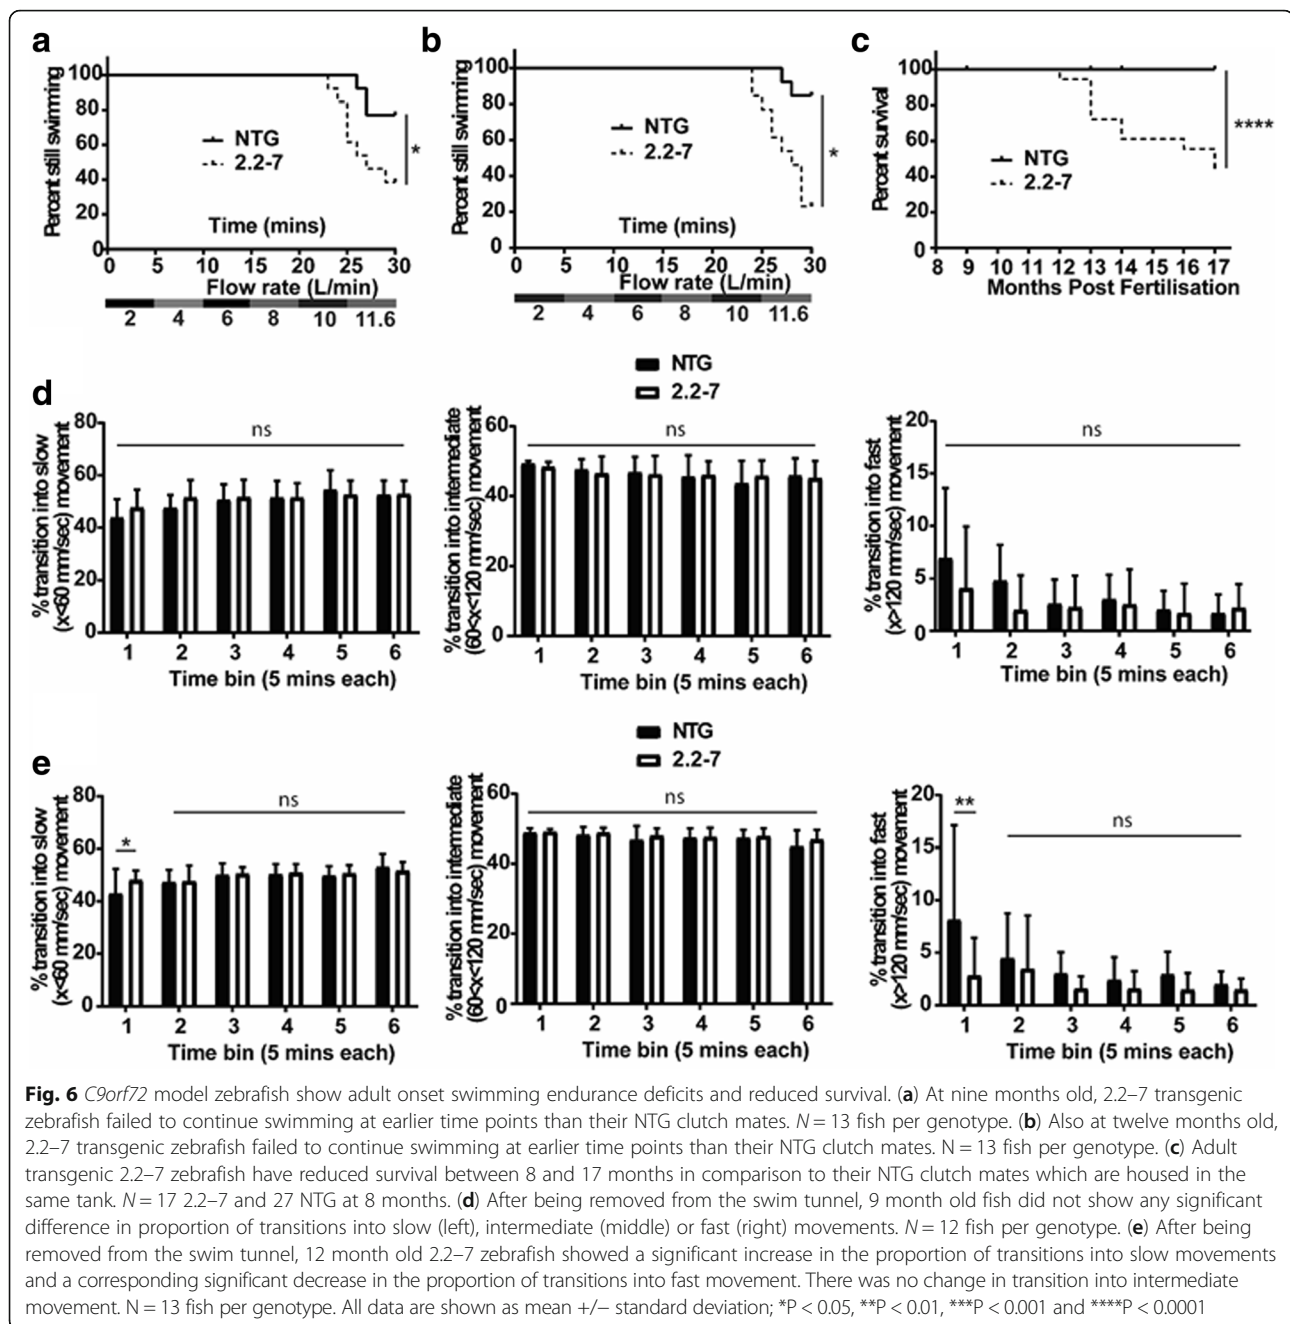 a
Percent still swimming
100
80
60
40
20
0
NTG
2.2-7
*
Time (mins)
0 5 10 15 20 25 30
Flow rate (L/min)
2 4 6 8 10 11.6
b
Percent still swimming
100
80
60
40
20
0
NTG
2.2-7
*
Time (mins)
0 5 10 15 20 25 30
Flow rate (L/min)
2 4 6 8 10 11.6
c
Percent survival
100
80
60
40
20
0
NTG
2.2-7
****
8 9 10 11 12 13 14 15 16 17
Months Post Fertilisation
NTG
2.2-7
d
% transition into slow
(x<60 mm/sec) movement
80
60
40
20
0
ns
1 2 3 4 5 6
Time bin (5 mins each)
% transition into intermediate
(60<x<120 mm/sec) movement
60
40
20
0
ns
1 2 3 4 5 6
Time bin (5 mins each)
% transition into fast
(x>120 mm/sec) movement
20
15
10
5
0
ns
1 2 3 4 5 6
Time bin (5 mins each)
NTG
2.2-7
e
% transition into slow
(x<60 mm/sec) movement
80
60
40
20
0
*
ns
1 2 3 4 5 6
Time bin (5 mins each)
% transition into intermediate
(60<x<120 mm/sec) movement
60
40
20
0
ns
1 2 3 4 5 6
Time bin (5 mins each)
% transition into fast
(x>120 mm/sec) movement
20
15
10
5
0
**
ns
1 2 3 4 5 6
Time bin (5 mins each)
Fig. 6 C9orf72 model zebrafish show adult onset swimming endurance deficits and reduced survival. (a) At nine months old, 2.2–7 transgenic
zebrafish failed to continue swimming at earlier time points than their NTG clutch mates. N = 13 fish per genotype. (b) Also at twelve months old,
2.2–7 transgenic zebrafish failed to continue swimming at earlier time points than their NTG clutch mates. N = 13 fish per genotype. (c) Adult
transgenic 2.2–7 zebrafish have reduced survival between 8 and 17 months in comparison to their NTG clutch mates which are housed in the
same tank. N = 17 2.2–7 and 27 NTG at 8 months. (d) After being removed from the swim tunnel, 9 month old fish did not show any significant
difference in proportion of transitions into slow (left), intermediate (middle) or fast (right) movements. N = 12 fish per genotype. (e) After being
removed from the swim tunnel, 12 month old 2.2–7 zebrafish showed a significant increase in the proportion of transitions into slow movements
and a corresponding significant decrease in the proportion of transitions into fast movement. There was no change in transition into intermediate
movement. N = 13 fish per genotype. All data are shown as mean +/− standard deviation; *P < 0.05, **P < 0.01, ***P < 0.001 and ****P < 0.0001